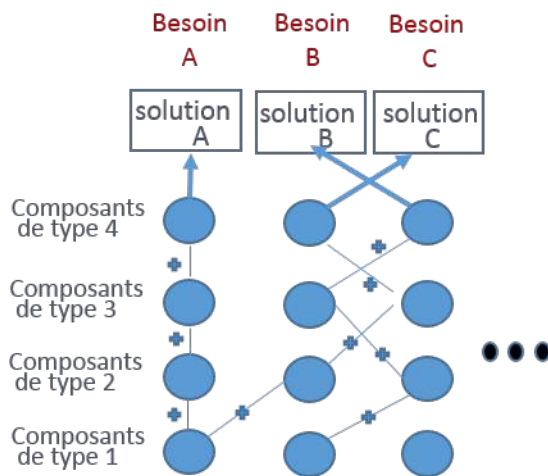 Besoin
A
Besoin
B
Besoin
C
solution
A
solution
B
solution
C
Composants
de type 4
Composants
de type 3
Composants
de type 2
Composants
de type 1